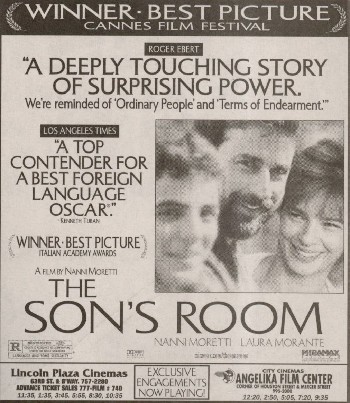 WINNER·BEST PICTURE
CANNES FILM FESTIVAL
ROGER EBERT
"A DEEPLY TOUCHING STORY
OF SURPRISING POWER.
We're reminded of 'Ordinary People' and 'Terms of Endearment.'"
LOS ANGELES TIMES
"A TOP
CONTENDER FOR
A BEST FOREIGN
LANGUAGE
OSCAR."
-KENNETH TURAN
WINNER·BEST PICTURE
ITALIAN ACADEMY AWARDS
A FILM BY NANNI MORETTI
THE
SON'S ROOM
NANNI MORETTI LAURA MORANTE
R
MIRAMAX
Lincoln Plaza Cinemas
63RD ST. & B'WAY. 757-2280
ADVANCE TICKET SALES 777-FILM # 740
11:35, 1:35, 3:45, 5:55, 8:30, 10:35
EXCLUSIVE
ENGAGEMENTS
NOW PLAYING!
CITY CINEMAS
ANGELIKA FILM CENTER
CORNER OF HOUSTON STREET & MERCER STREET
995-2000
12:20, 2:50, 5:05, 7:20, 9:35